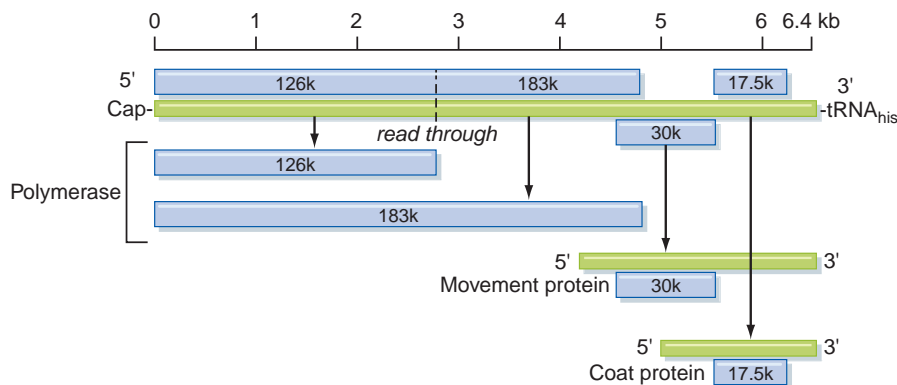 0 1 2 3 4 5 6 6.4 kb
5' 126k 183k 17.5k 3'
Cap- -tRNAhis
read through 30k
126k
Polymerase
183k
5' 3'
Movement protein 30k
5' 3'
Coat protein 17.5k